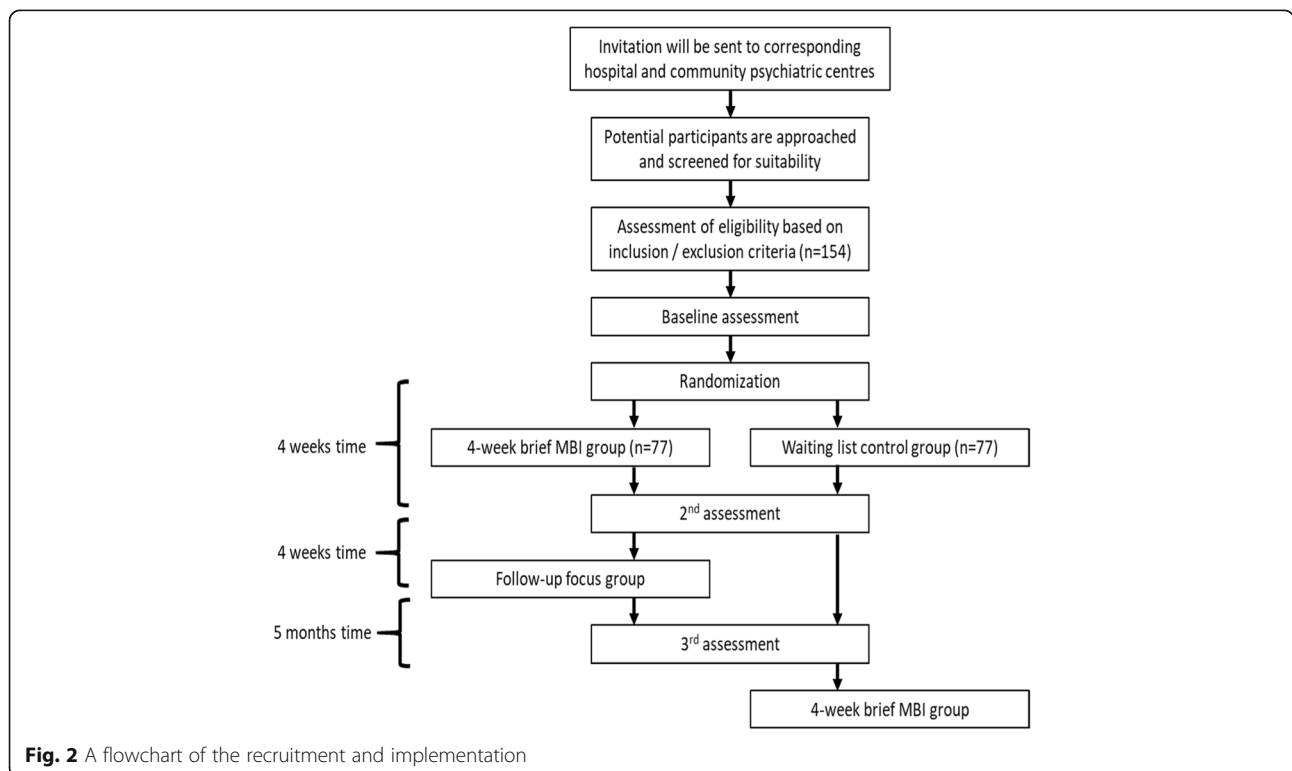 Invitation will be sent to corresponding
hospital and community psychiatric centres
Potential participants are approached
and screened for suitability
Assessment of eligibility based on
inclusion / exclusion criteria (n=154)
Baseline assessment
Randomization
4 weeks time
4-week brief MBI group (n=77)
Waiting list control group (n=77)
2nd assessment
4 weeks time
Follow-up focus group
5 months time
3rd assessment
4-week brief MBI group
Fig. 2 A flowchart of the recruitment and implementation